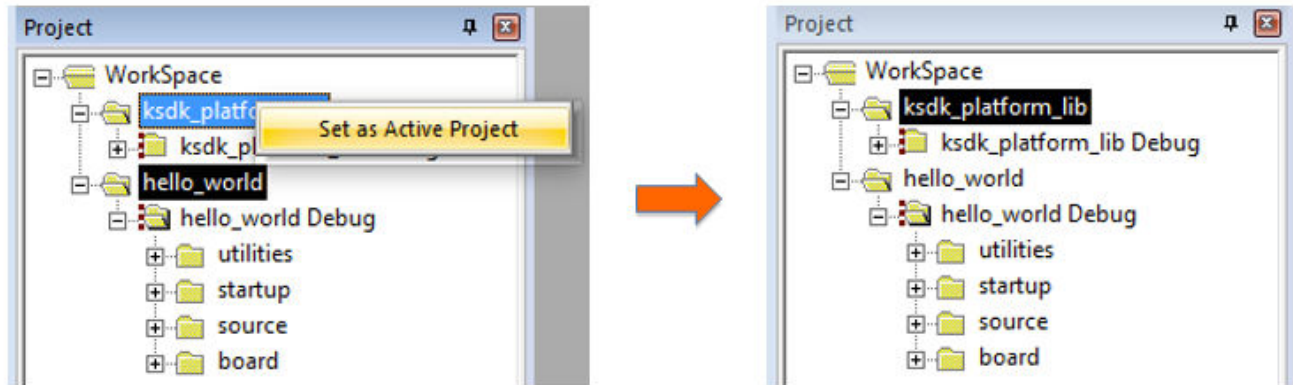 Project
WorkSpace
ksdk_platfo
Set as Active Project
ksdk_p
hello_world
hello_world Debug
utilities
startup
source
board
Project
WorkSpace
ksdk_platform_lib
ksdk_platform_lib Debug
hello_world
hello_world Debug
utilities
startup
source
board